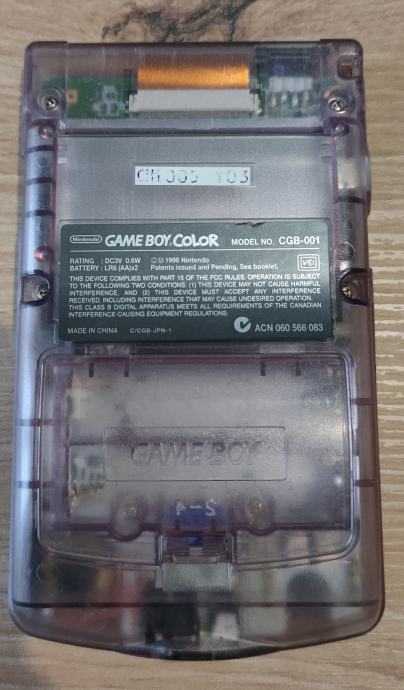 Nintendo GAME BOY COLOR MODEL NO. CGB-001
RATING : DC3V 0.6W ©®1998 Nintendo
BATTERY : LR6 (AA)x2 Patents issued and Pending, See booklet.
THIS DEVICE COMPLIES WITH PART 15 OF THE FCC RULES. OPERATION IS SUBJECT
TO THE FOLLOWING TWO CONDITIONS: (1) THIS DEVICE MAY NOT CAUSE HARMFUL
INTERFERENCE, AND (2) THIS DEVICE MUST ACCEPT ANY INTERFERENCE
RECEIVED, INCLUDING INTERFERENCE THAT MAY CAUSE UNDESIRED OPERATION.
THIS CLASS B DIGITAL APPARATUS MEETS ALL REQUIREMENTS OF THE CANADIAN
INTERFERENCE-CAUSING EQUIPMENT REGULATIONS.
MADE IN CHINA C/CGB-JPN-1 ACN 060 566 083
GAME BOY